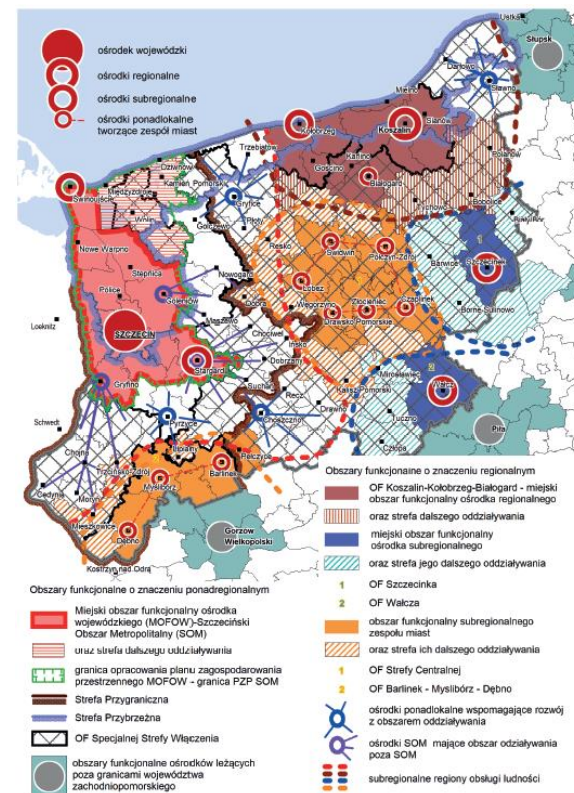 ośrodek wojewódzki
ośrodki regionalne
ośrodki subregionalne
ośrodki ponadlokalne
tworzące zespół miast
Ustka
Słupsk
Darłowo
Sławno
Mielno
Kołobrzeg
Koszalin
Sianów
Trzebiatów
Gościno
Karlino
Białogard
Polanów
Tychowo
Bobolice
Dziwnów
Międzyzdroje
Kamień Pomorski
Świnoujście
Wolin
Gryfice
Golczewo
Płoty
Resko
Świdwin
Połczyn-Zdrój
Barwice
Szczecinek
1
Borne Sulinowo
Nowe Warpno
Stepnica
Nowogard
Police
Goleniów
Dobra
Łobez
Węgorzyno
Złocieniec
Czaplinek
Drawsko Pomorskie
Maszewo
Chociwel
Ińsko
Dobrzany
Loeknitz
SZCZECIN
Stargard
Suchań
Mirosławiec
2
Wałcz
Kalisz Pomorski
Recz
Drawno
Tuczno
Człopa
Piła
Gryfino
Schwedt
Pyrzyce
Choszczno
Chojna
Lipiany
Pełczyce
Barlinek
Trzcińsko-Zdrój
Cedynia
Moryń
Myślibórz
Mieszkowice
Dębno
Gorzów
Wielkopolski
Kostrzyn nad Odrą
Obszary funkcjonalne o znaczeniu ponadregionalnym
Miejski obszar funkcjonalny ośrodka
wojewódzkiego (MOFOW)-Szczeciński
Obszar Metropolitalny (SOM)
oraz strefa dalszego oddziaływania
granica opracowania planu zagospodarowania
przestrzennego MOFOW - granica PZP SOM
Strefa Przygraniczna
Strefa Przybrzeżna
OF Specjalnej Strefy Włączenia
obszary funkcjonalne ośrodków leżących
poza granicami województwa
zachodniopomorskiego
Obszary funkcjonalne o znaczeniu regionalnym
OF Koszalin-Kołobrzeg-Białogard - miejski
obszar funkcjonalny ośrodka regionalnego
oraz strefa dalszego oddziaływania
miejski obszar funkcjonalny
ośrodka subregionalnego
oraz strefa jego dalszego oddziaływania
1 OF Szczecinka
2 OF Wałcza
obszar funkcjonalny subregionalnego
zespołu miast
oraz strefa ich dalszego oddziaływania
1 OF Strefy Centralnej
2 OF Barlinek - Myślibórz - Dębno
ośrodki ponadlokalne wspomagające rozwój
z obszarem oddziaływania
ośrodki SOM mające obszar odziaływania
poza SOM
subregionalne regiony obsługi ludności